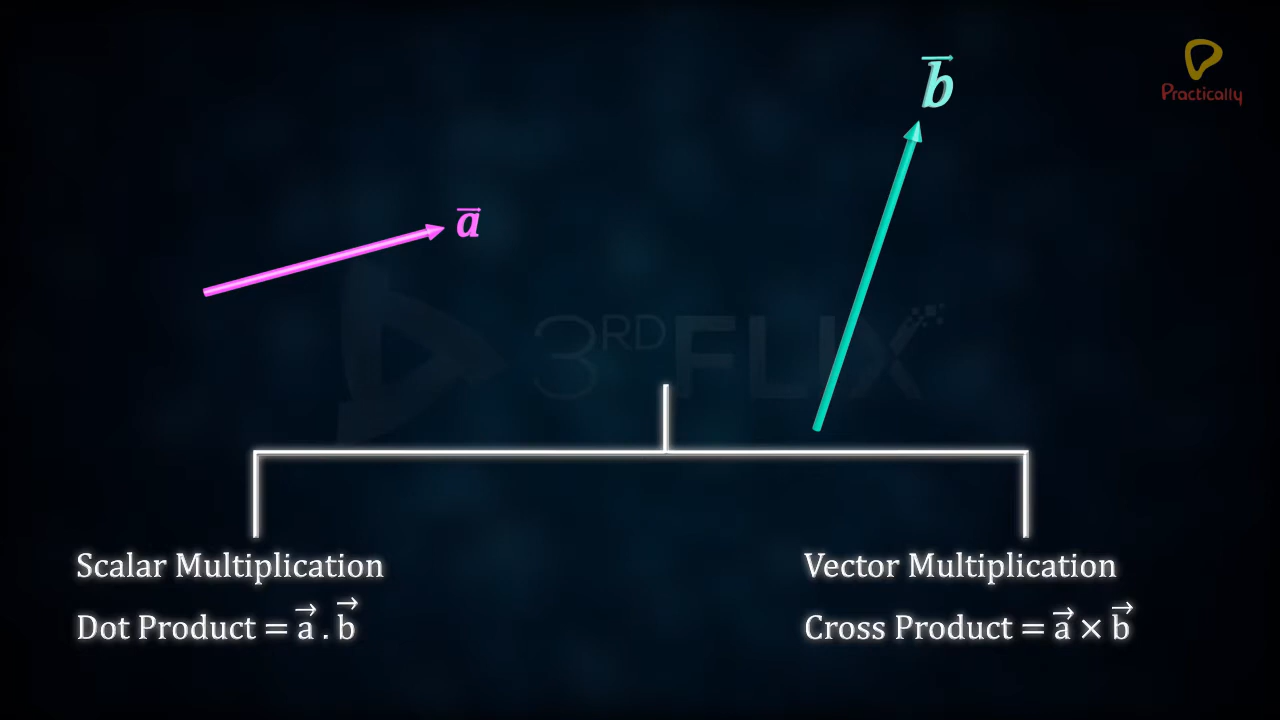 b⃗
Practically
a⃗
3RD FLIX
Scalar Multiplication
Vector Multiplication
Dot Product = a⃗ . b⃗
Cross Product = a⃗ × b⃗